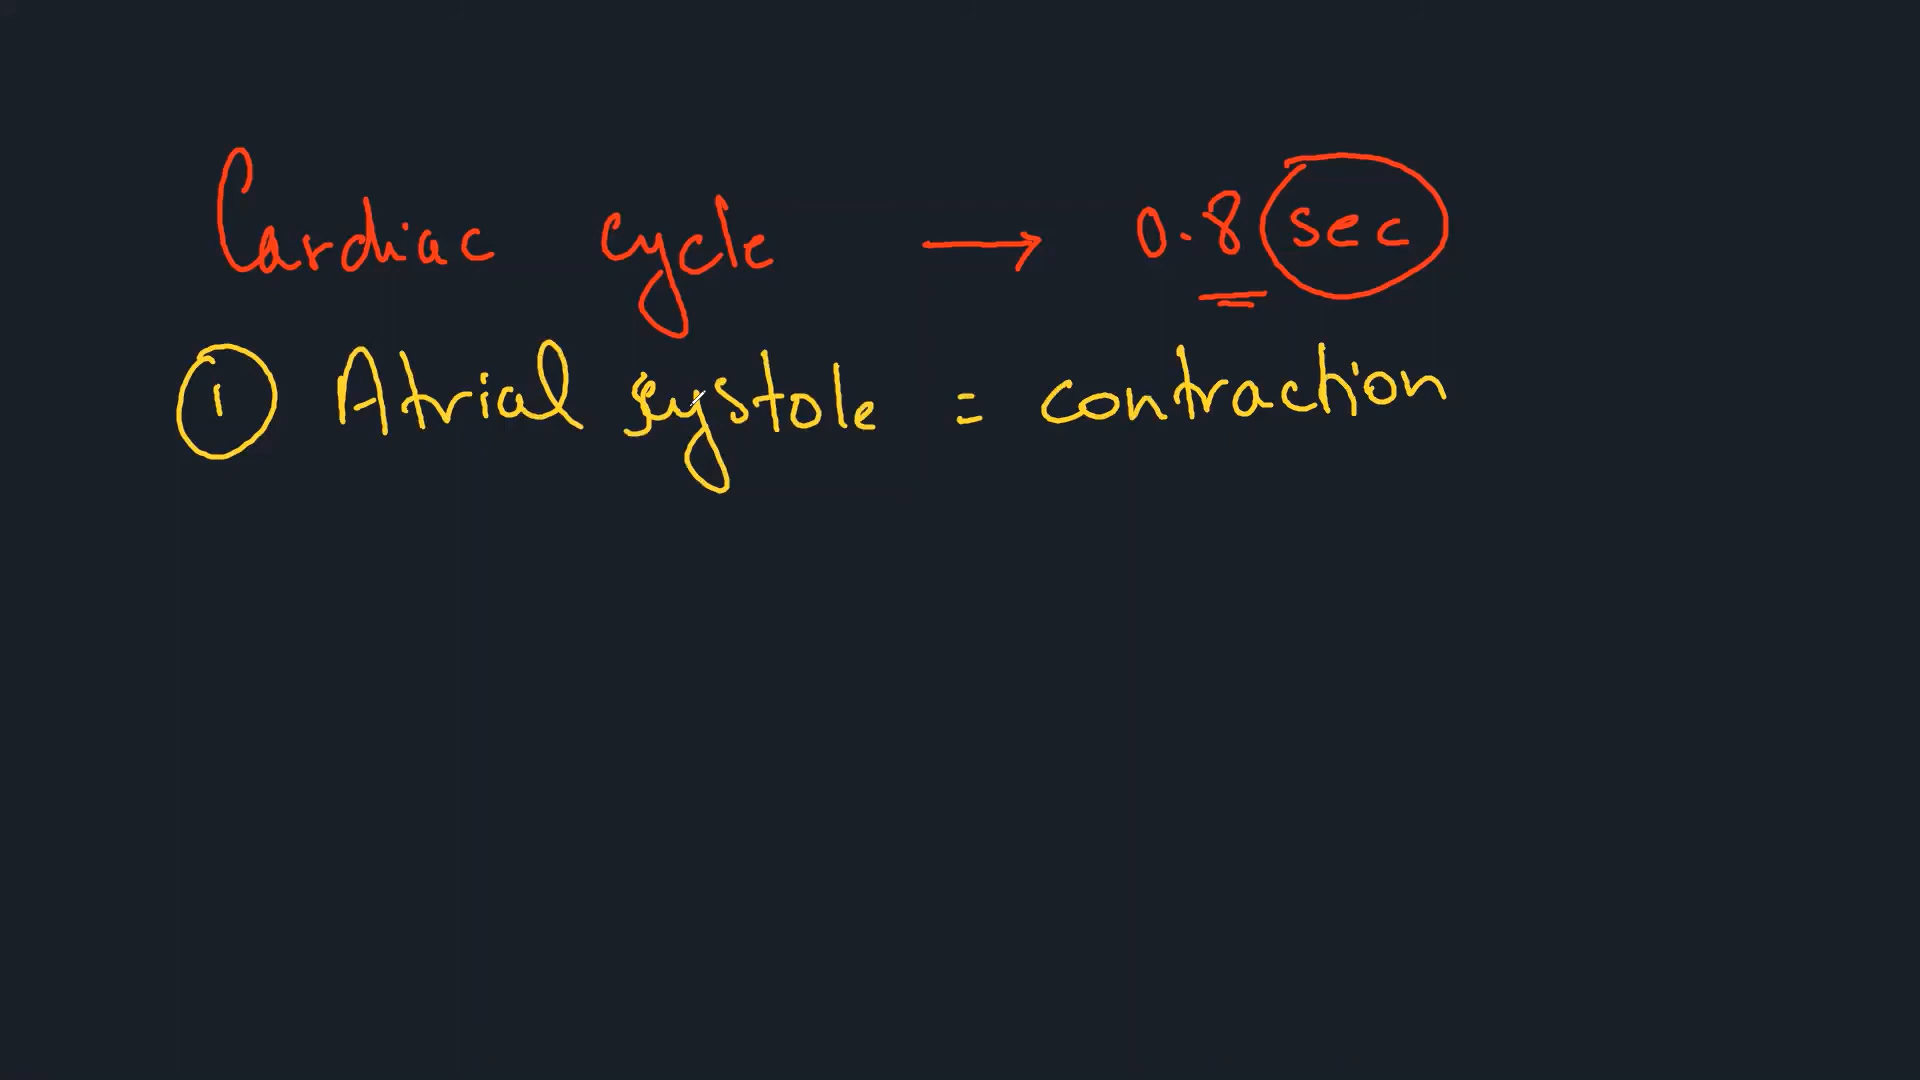 Cardiac cycle → 0.8 sec
① Atrial systole = contraction